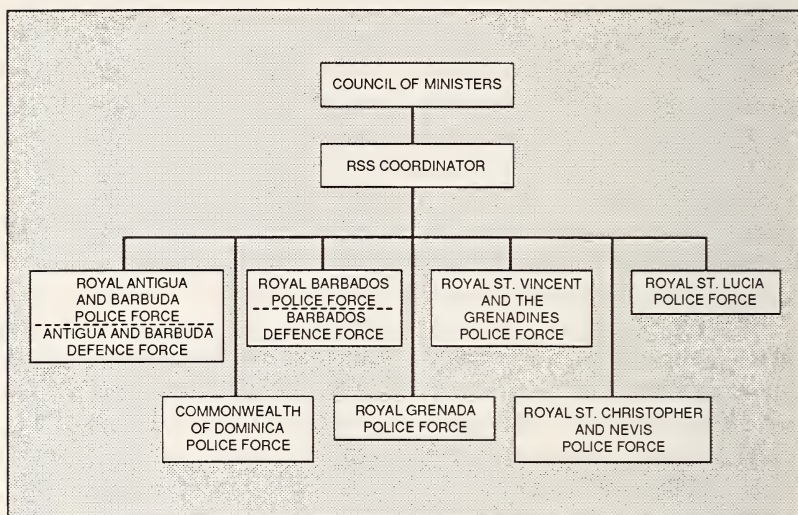 COUNCIL OF MINISTERS
RSS COORDINATOR
ROYAL ANTIGUA
AND BARBUDA
POLICE FORCE
ANTIGUA AND BARBUDA
DEFENCE FORCE
ROYAL BARBADOS
POLICE FORCE
BARBADOS
DEFENCE FORCE
ROYAL ST. VINCENT
AND THE
GRENADINES
POLICE FORCE
ROYAL ST. LUCIA
POLICE FORCE
COMMONWEALTH
OF DOMINICA
POLICE FORCE
ROYAL GRENADA
POLICE FORCE
ROYAL ST. CHRISTOPHER
AND NEVIS
POLICE FORCE